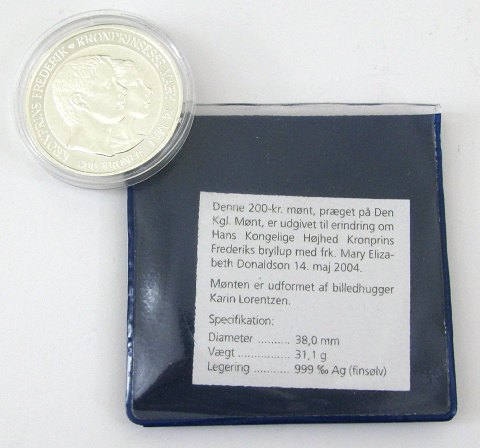 KRONPRINS FREDERIK ♥ KRONPRINSESSE MARY 14. MAJ
200 KRONER
Denne 200-kr. mønt, præget på Den
Kgl. Mønt, er udgivet til erindring om
Hans Kongelige Højhed Kronprins
Frederiks bryllup med frk. Mary Eliza-
beth Donaldson 14. maj 2004.
Mønten er udformet af billedhugger
Karin Lorentzen.
Specifikation:
Diameter .......... 38,0 mm
Vægt ................ 31,1 g
Legering ........... 999 ‰ Ag (finsølv)